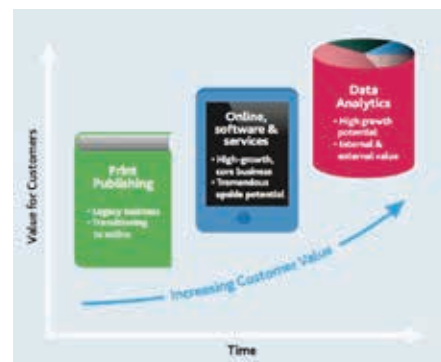 Value for Customers
Print
Publishing
• Legacy business
• Transitioning
to online
Online,
software &
services
• High-growth,
core business
• Tremendous
upside potential
Data
Analytics
• High growth
potential
• Internal &
external value
Increasing Customer Value
Time